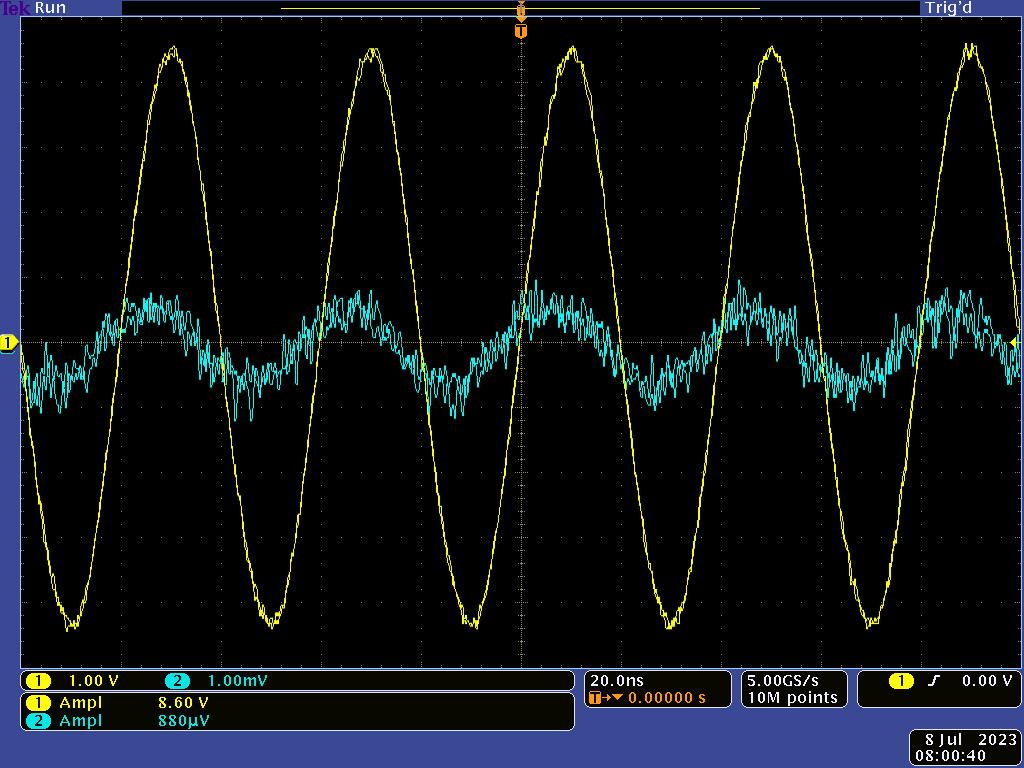 Tek Run Trig'd
T
T
1
1 1.00 V 2 1.00mV
1 Ampl 8.60 V
2 Ampl 880µV
20.0ns
T→▼ 0.00000 s
5.00GS/s
10M points
1 0.00 V
8 Jul 2023
08:00:40